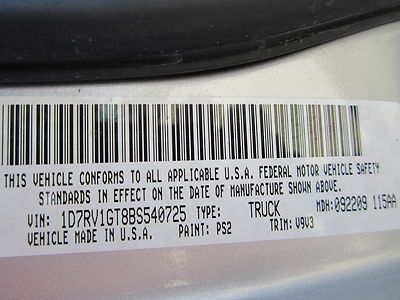 THIS VEHICLE CONFORMS TO ALL APPLICABLE U.S.A. FEDERAL MOTOR VEHICLE SAFETY
STANDARDS IN EFFECT ON THE DATE OF MANUFACTURE SHOWN ABOVE.
VIN: 1D7RV1GT8BS540725 TYPE: TRUCK MDH: 092209 115AA
VEHICLE MADE IN U.S.A. PAINT: PS2 TRIM: V9V3